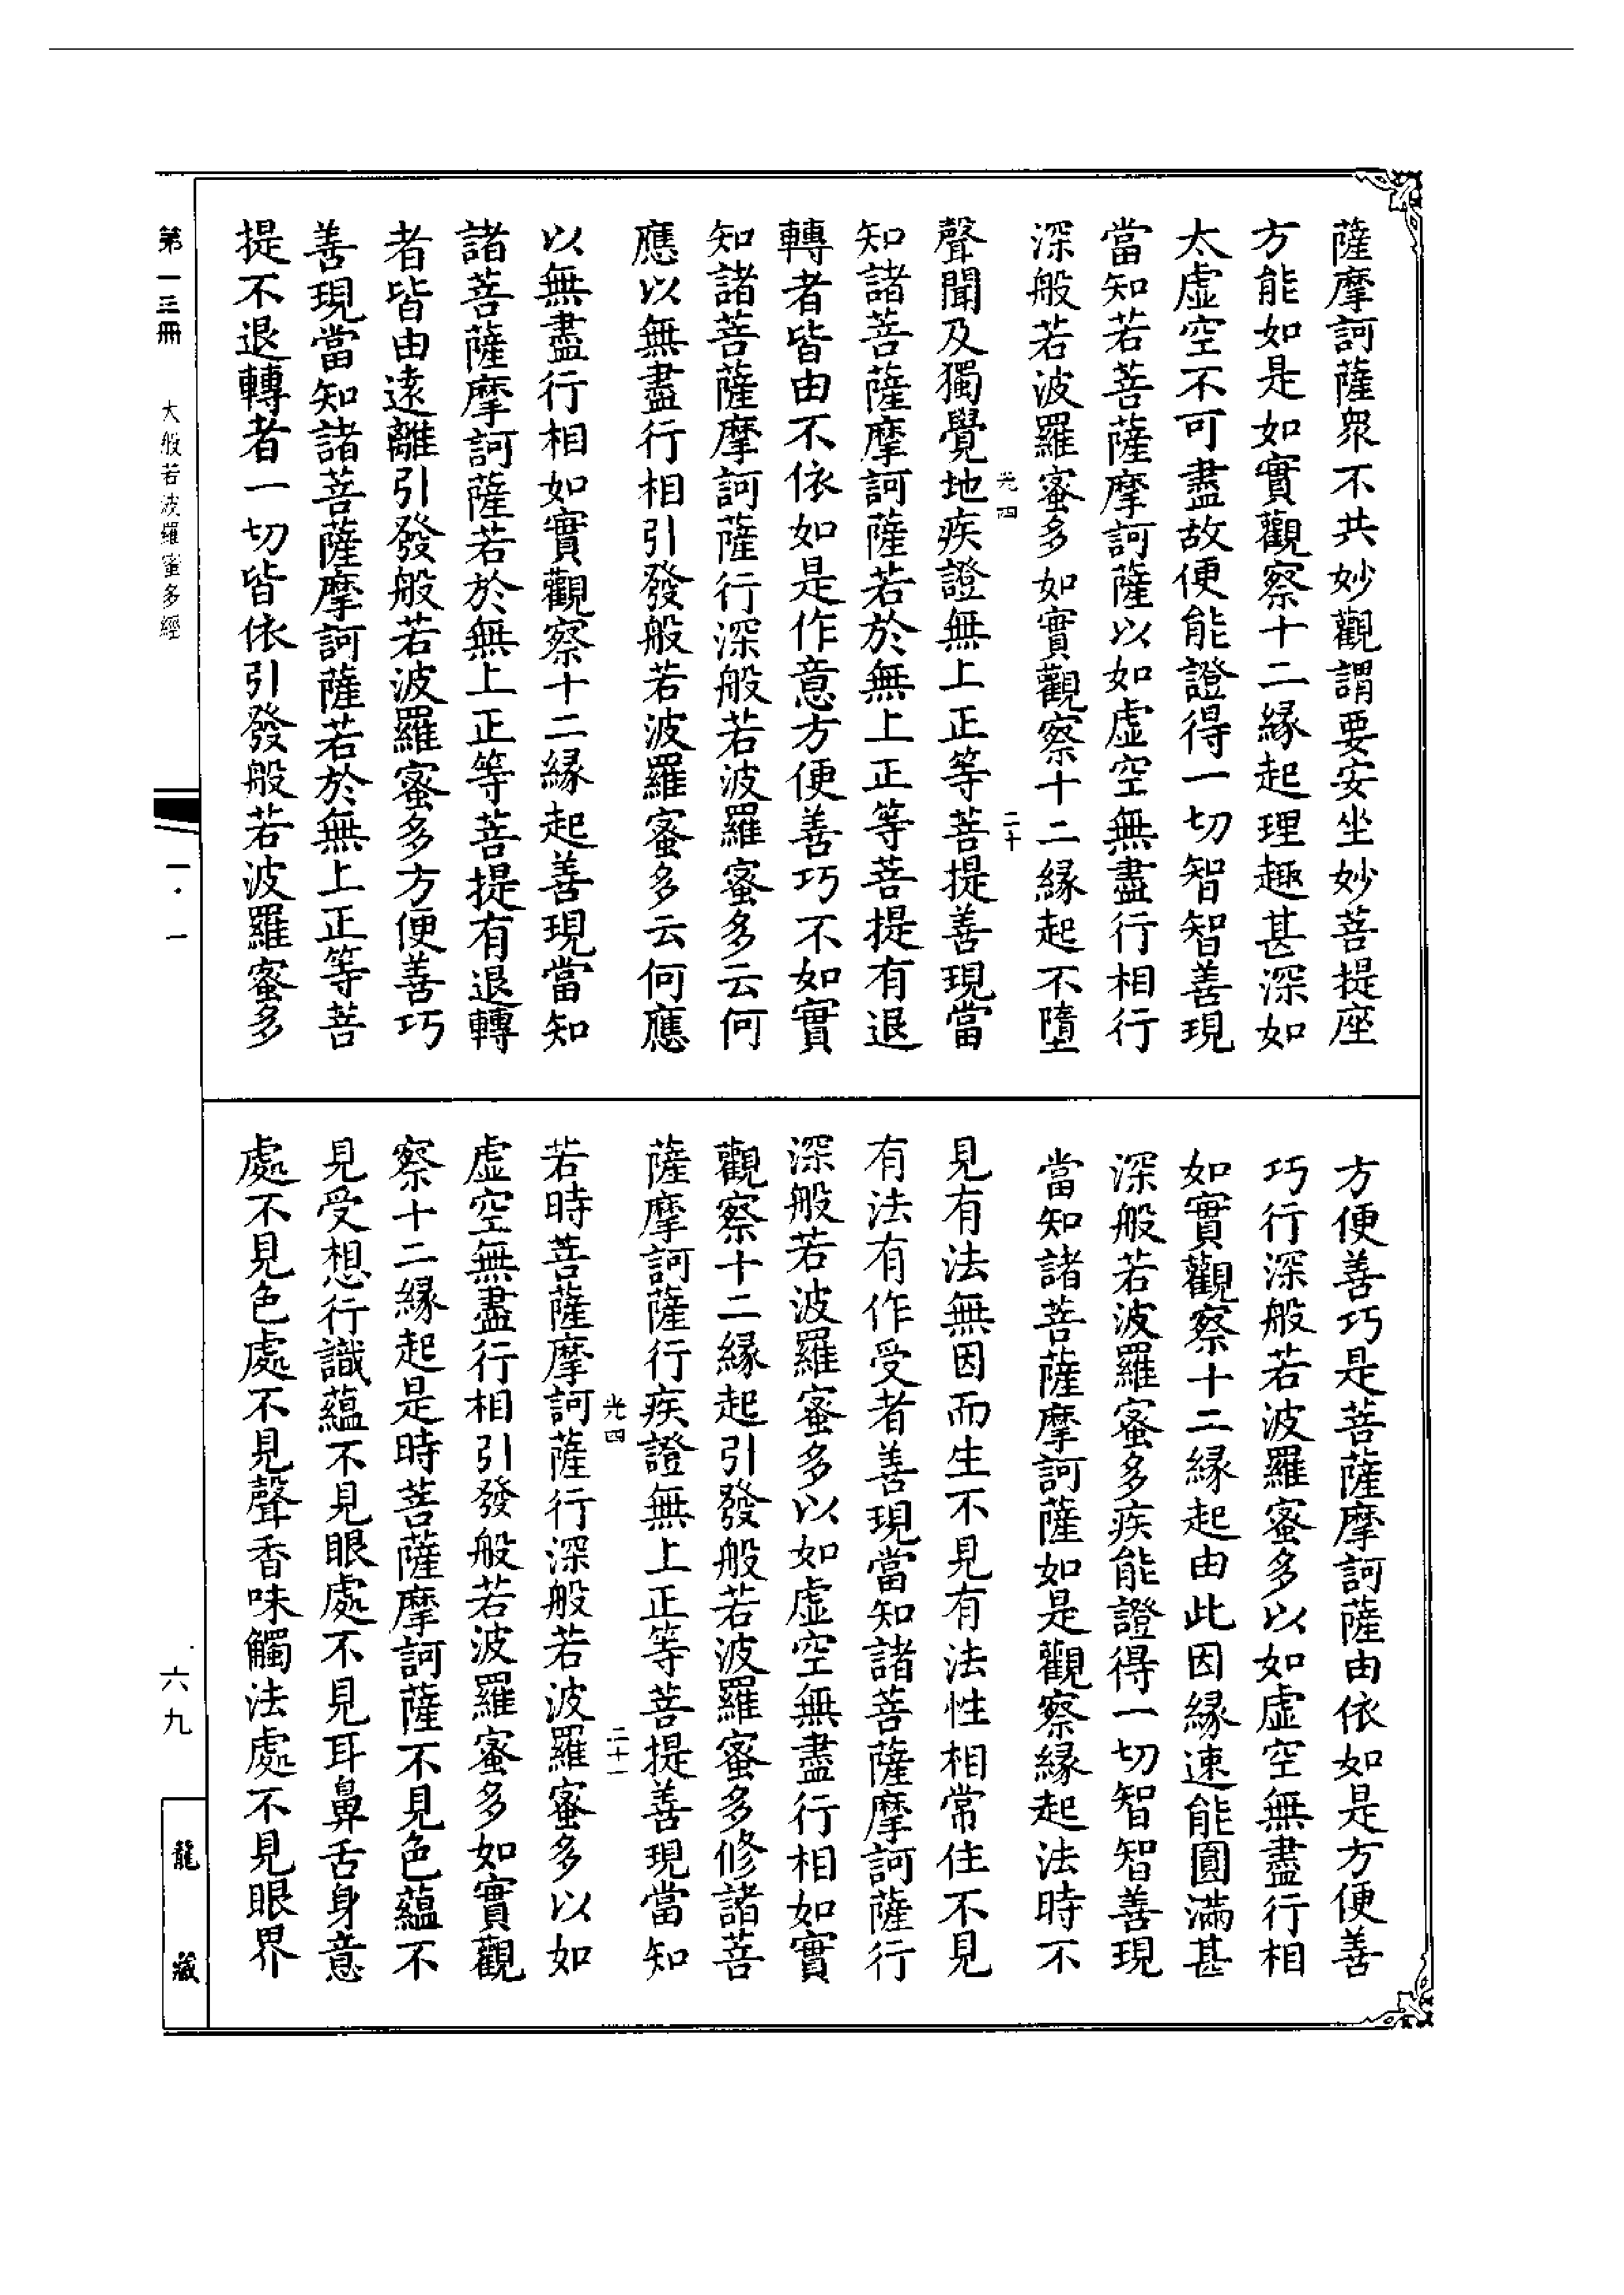 薩摩訶薩衆不共妙觀謂要安坐妙菩提座
方能如是如實觀察十二縁起理趣甚深如
太虚空不可盡故便能證得一切智智善現
當知若菩薩摩訶薩以如虚空無盡行相行
深般若波羅蜜多如實觀察十二縁起不墮
光四 二十
聲聞及獨覺地疾證無上正等菩提善現當
知諸菩薩摩訶薩若於無上正等菩提有退
轉者皆由不依如是作意方便善巧不如實
知諸菩薩摩訶薩行深般若波羅蜜多云何
應以無盡行相引發般若波羅蜜多云何應
以無盡行相如實觀察十二縁起善現當知
諸菩薩摩訶薩若於無上正等菩提有退轉
者皆由遠離引發般若波羅蜜多方便善巧
善現當知諸菩薩摩訶薩若於無上正等菩
提不退轉者一切皆依引發般若波羅蜜多
方便善巧是菩薩摩訶薩由依如是方便善
巧行深般若波羅蜜多以如虚空無盡行相
如實觀察十二縁起由此因縁速能圓滿甚
深般若波羅蜜多疾能證得一切智智善現
當知諸菩薩摩訶薩如是觀察縁起法時不
見有法無因而生不見有法性相常住不見
有法有作受者善現當知諸菩薩摩訶薩行
深般若波羅蜜多以如虚空無盡行相如實
觀察十二縁起引發般若波羅蜜多修諸菩
薩摩訶薩行疾證無上正等菩提善現當知
光四 二十一
若時菩薩摩訶薩行深般若波羅蜜多以如
虚空無盡行相引發般若波羅蜜多如實觀
察十二縁起是時菩薩摩訶薩不見色蘊不
見受想行識蘊不見眼處不見耳鼻舌身意
處不見色處不見聲香味觸法處不見眼界
第一三冊 大般若波羅蜜多經 一·一 六九 龍藏